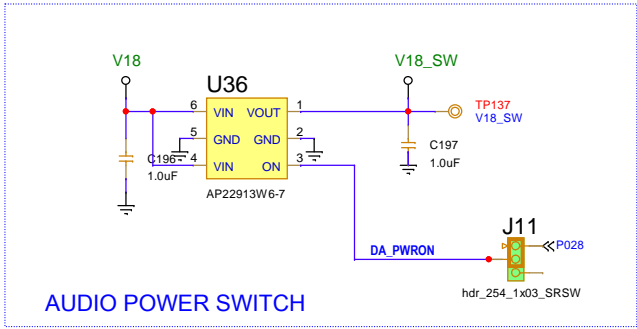 V18
V18_SW
U36
6 VIN VOUT 1
TP137
V18_SW
5 GND GND 2
C196
4 VIN ON 3
C197
1.0uF
1.0uF
AP22913W6-7
J11
P028
DA_PWRON
hdr_254_1x03_SRSW
AUDIO POWER SWITCH